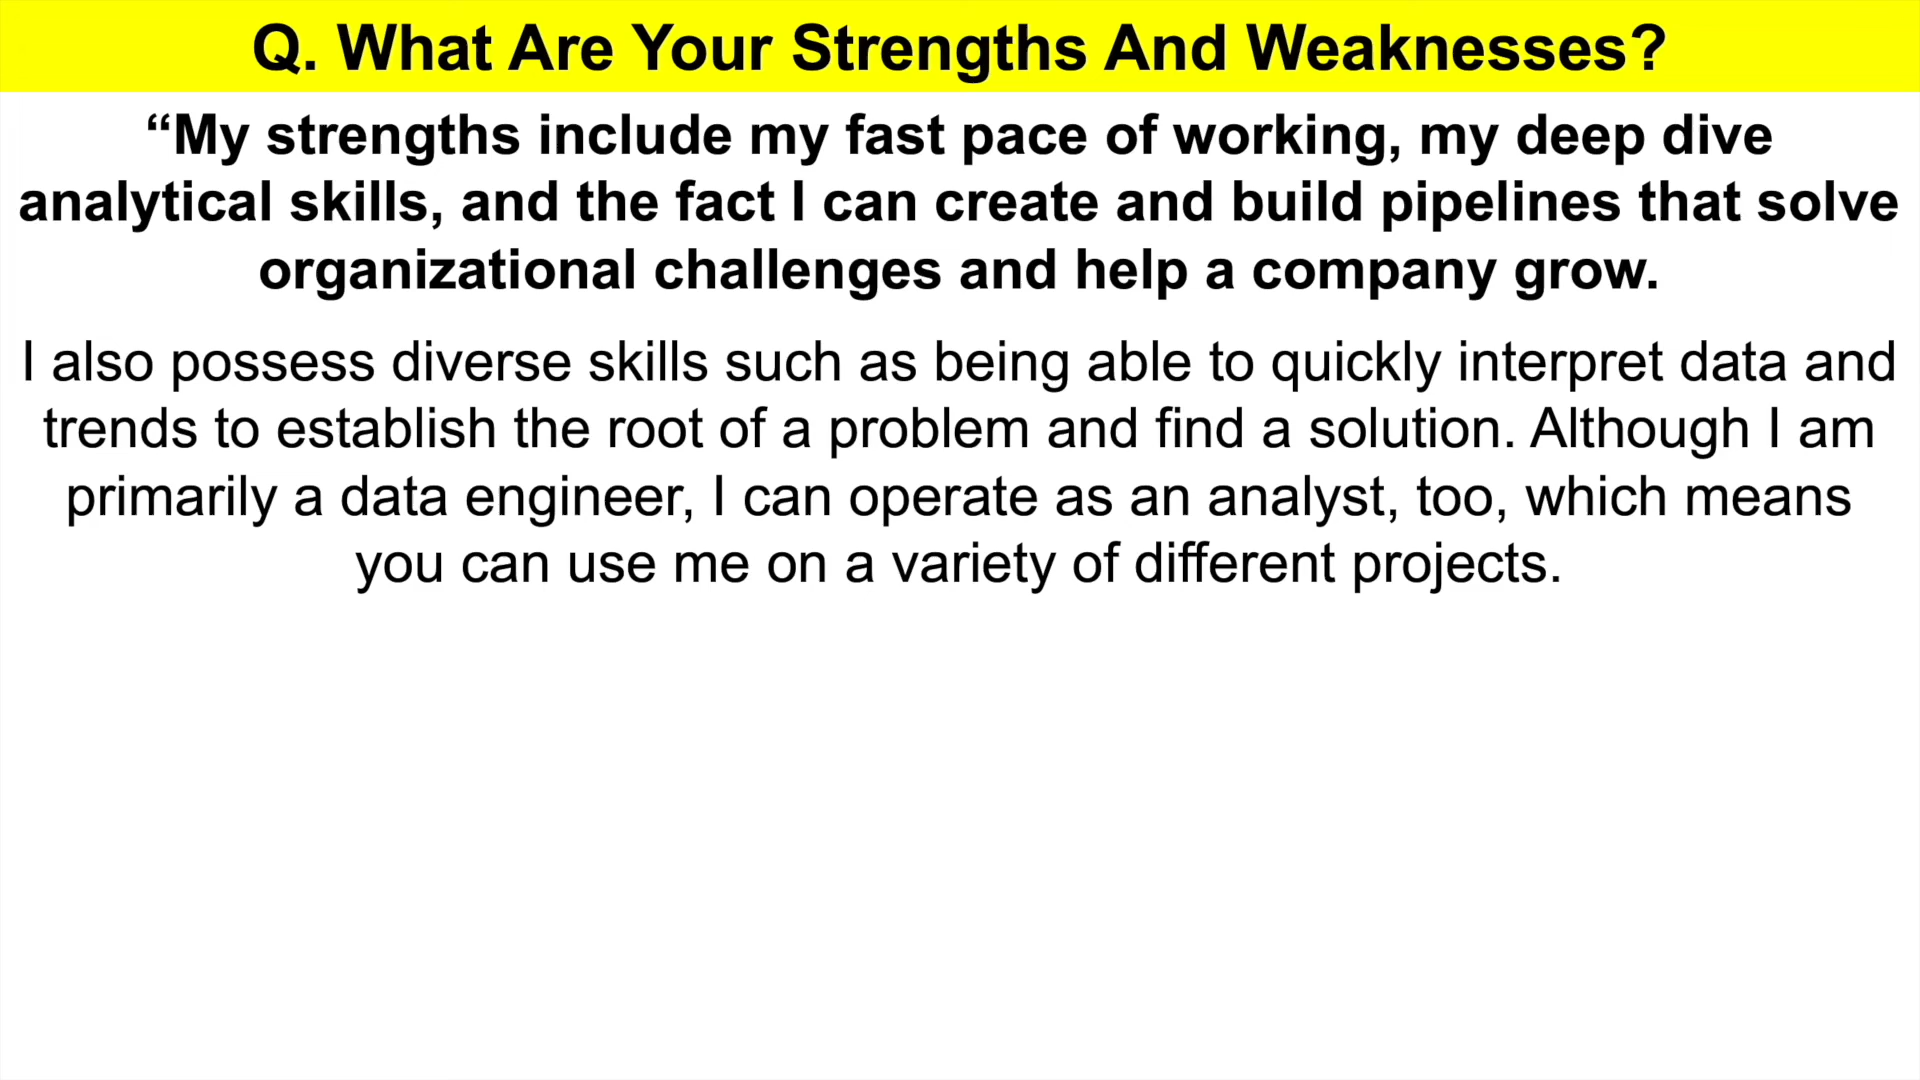 Q. What Are Your Strengths And Weaknesses?
“My strengths include my fast pace of working, my deep dive
analytical skills, and the fact I can create and build pipelines that solve
organizational challenges and help a company grow.
I also possess diverse skills such as being able to quickly interpret data and
trends to establish the root of a problem and find a solution. Although I am
primarily a data engineer, I can operate as an analyst, too, which means
you can use me on a variety of different projects.